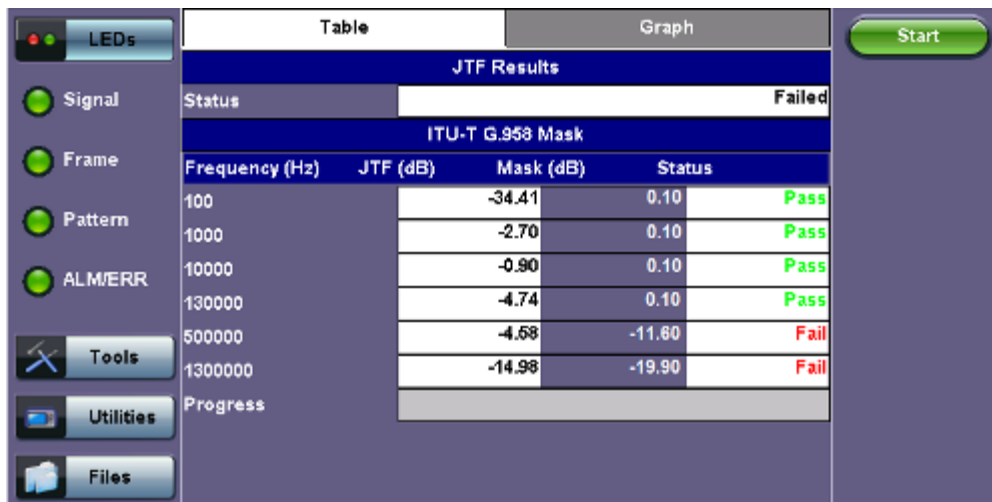 LEDs
Signal
Frame
Pattern
ALM/ERR
Tools
Utilities
Files
Table Graph
JTF Results
Status Failed
ITU-T G.958 Mask
Frequency (Hz) JTF (dB) Mask (dB) Status
100 -34.41 0.10 Pass
1000 -2.70 0.10 Pass
10000 -0.90 0.10 Pass
130000 -4.74 0.10 Pass
500000 -4.58 -11.60 Fail
1300000 -14.98 -19.90 Fail
Progress
Start